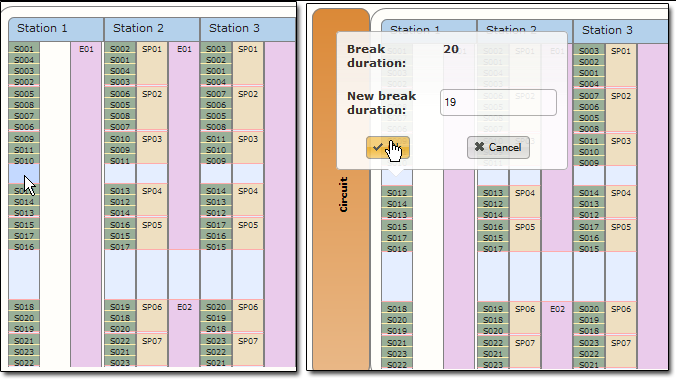 Station 1 Station 2 Station 3
S001 E01 S002 SP01 E01 S003 SP01
S004 S001 S002
S003 S004 S001
S002 S003 S004
S005 S006 SP02 S007 SP02
S008 S005 S006
S007 S008 S005
S006 S007 S008
S009 S010 SP03 S011 SP03
S011 S009 S010
S010 S011 S009
S013 SP04 S014 SP04
S014 S012 S013
S013 S014 S012
S015 S016 SP05 S017 SP05
S017 S015 S016
S016 S017 S015
S018 S019 SP06 E02 S020 SP06
S020 S018 S019
S019 S020 S018
S021 S022 SP07 S023 SP07
S023 S021 S022
S022 S023 S021
Circuit
Station 1 Station 2 Station 3
S003 SP01
S002
S001
S004
S007 SP02
S006
S005
S008
S011 SP03
S010
S009
Break duration: 20
New break duration: 19
Cancel
S012 S013 SP04 S014 SP04
S014 S012 S013
S013 S014 S012
S015 S016 SP05 S017 SP05
S017 S015 S016
S016 S017 S015
S018 S019 SP06 E02 S020 SP06
S020 S018 S019
S019 S020 S018
S021 S022 SP07 S023 SP07
S023 S021 S022
S022 S023 S021